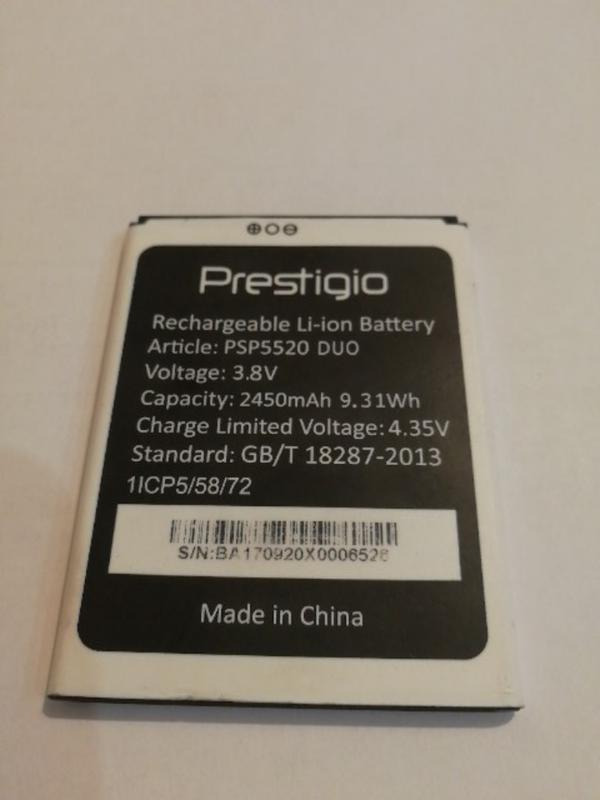 ⊕○⊖
Prestigio
Rechargeable Li-ion Battery
Article: PSP5520 DUO
Voltage: 3.8V
Capacity: 2450mAh 9.31Wh
Charge Limited Voltage: 4.35V
Standard: GB/T 18287-2013
1ICP5/58/72
S/N:BA170920X0006526
Made in China